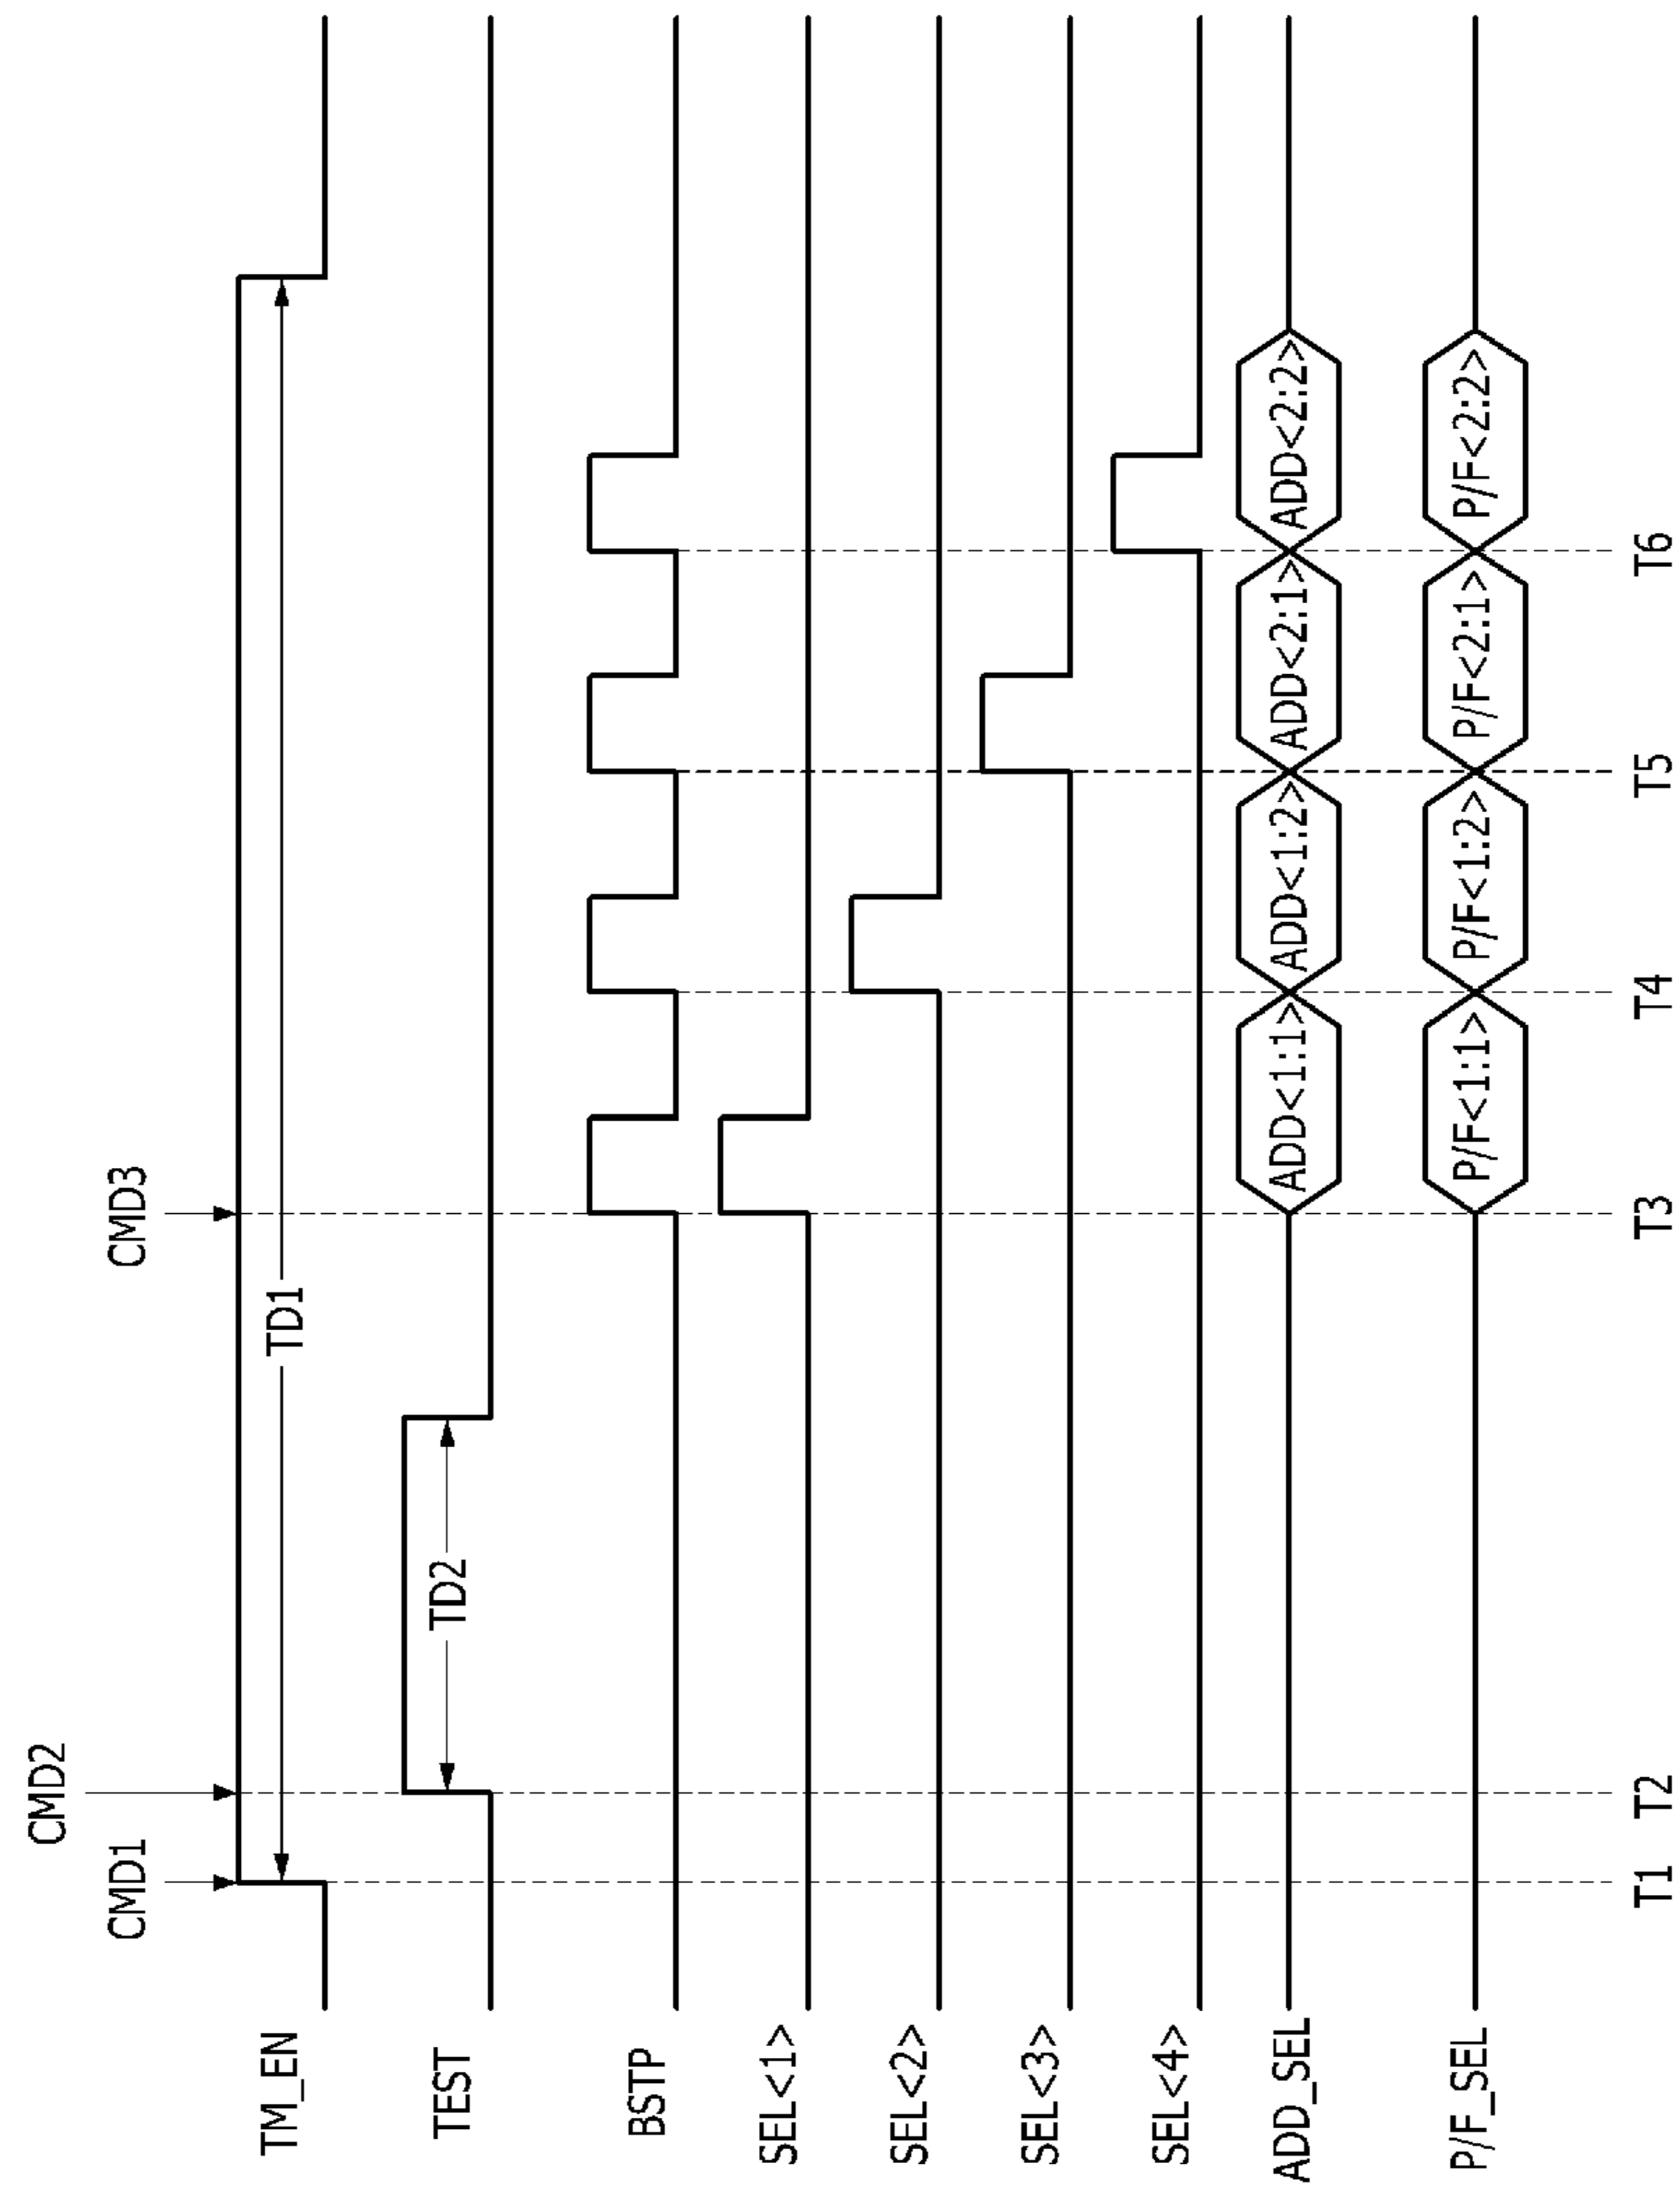 CMD2
CMD1
CMD3
TM_EN
TD1
TEST
TD2
BSTP
SEL<1>
SEL<2>
SEL<3>
SEL<4>
ADD_SEL
ADD<1:1>
ADD<1:2>
ADD<2:1>
ADD<2:2>
P/F_SEL
P/F<1:1>
P/F<1:2>
P/F<2:1>
P/F<2:2>
T1
T2
T3
T4
T5
T6